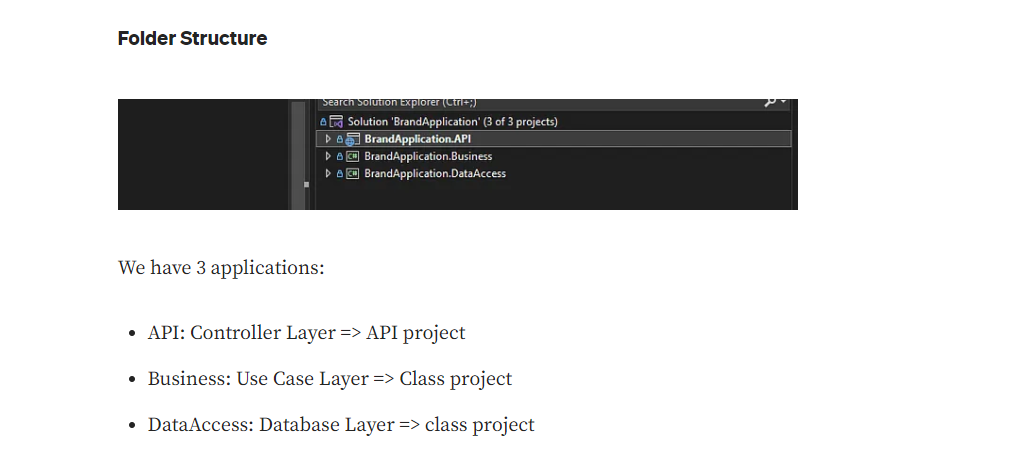 Folder Structure
Search Solution Explorer (Ctrl+;)
Solution 'BrandApplication' (3 of 3 projects)
BrandApplication.API
C# BrandApplication.Business
C# BrandApplication.DataAccess
We have 3 applications:
• API: Controller Layer => API project
• Business: Use Case Layer => Class project
• DataAccess: Database Layer => class project